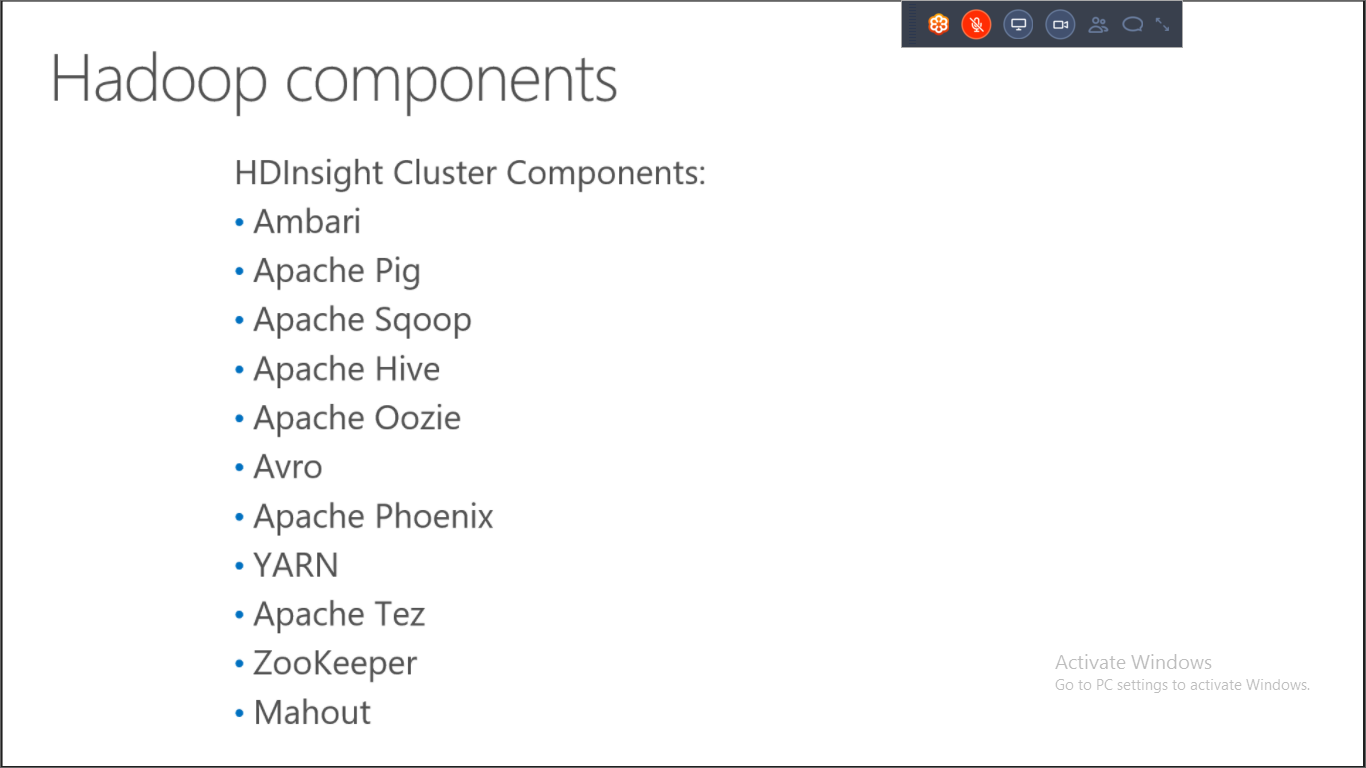 Hadoop components
HDInsight Cluster Components:
• Ambari
• Apache Pig
• Apache Sqoop
• Apache Hive
• Apache Oozie
• Avro
• Apache Phoenix
• YARN
• Apache Tez
• ZooKeeper
• Mahout
Activate Windows
Go to PC settings to activate Windows.